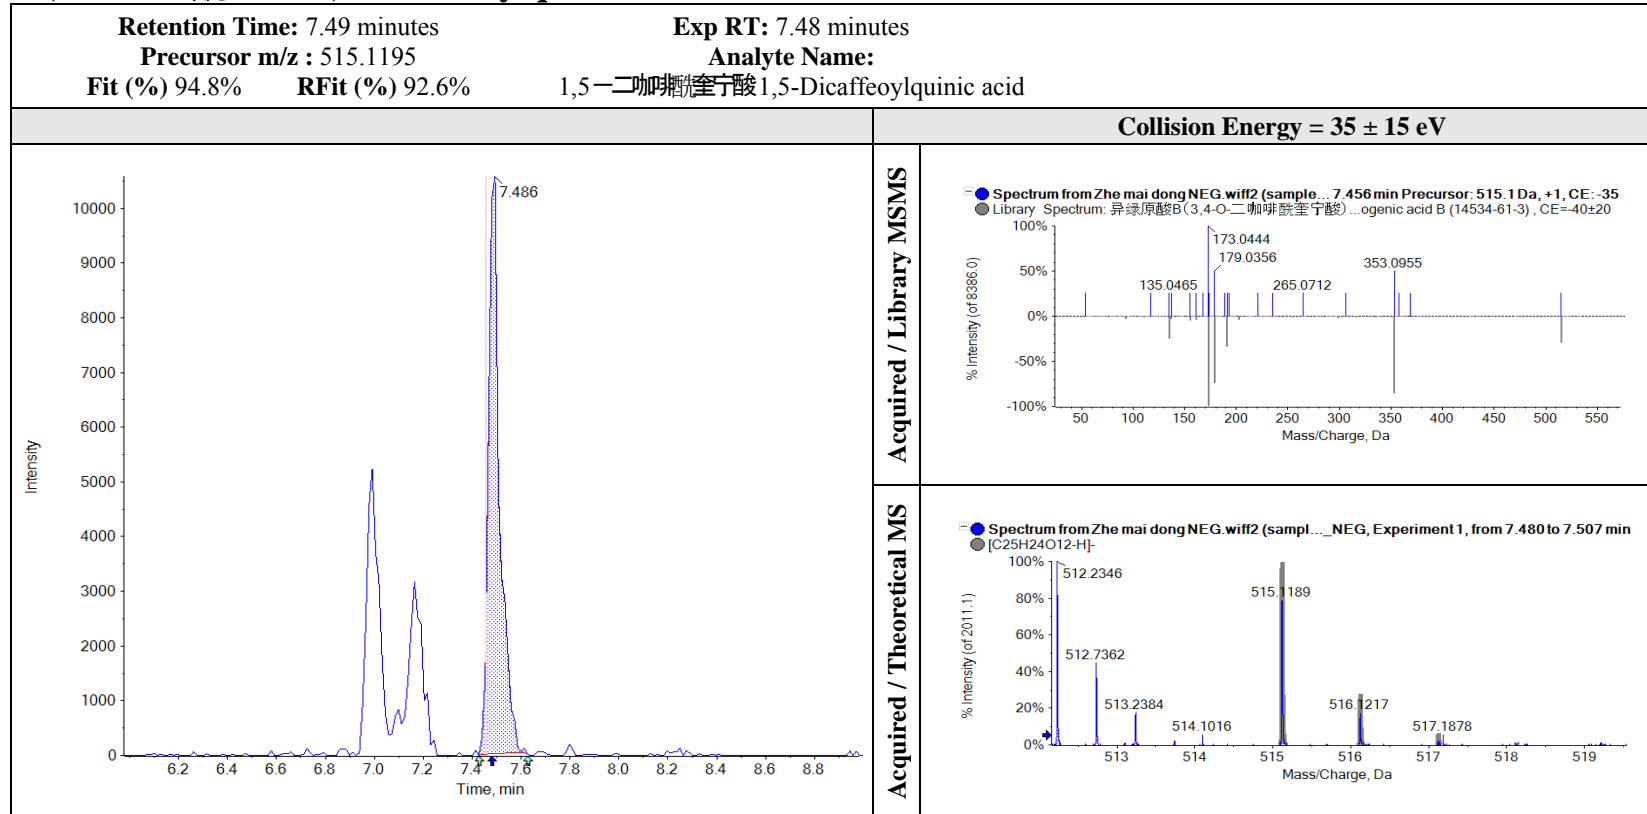 Retention Time: 7.49 minutes Exp RT: 7.48 minutes
Precursor m/z : 515.1195 Analyte Name:
Fit (%) 94.8% RFit (%) 92.6% 1,5一二咖啡酰奎宁酸1,5-Dicaffeoylquinic acid
Collision Energy = 35 ± 15 eV
Intensity
10000
9000
8000
7000
6000
5000
4000
3000
2000
1000
0
7.486
6.2 6.4 6.6 6.8 7.0 7.2 7.4 7.6 7.8 8.0 8.2 8.4 8.6 8.8
Time, min
Acquired / Library MSMS
Spectrum from Zhe mai dong NEG.wiff2 (sample... 7.456 min Precursor: 515.1 Da, +1, CE: -35
Library Spectrum: 异绿原酸B(3,4-O-二咖啡酰奎宁酸) ...ogenic acid B (14534-61-3) , CE=-40±20
% Intensity (of 8386.0)
100%
50%
0%
-50%
-100%
173.0444
179.0356
353.0955
135.0465
265.0712
50 100 150 200 250 300 350 400 450 500 550
Mass/Charge, Da
Acquired / Theoretical MS
Spectrum from Zhe mai dong NEG.wiff2 (sampl..._NEG, Experiment 1, from 7.480 to 7.507 min
[C25H24O12-H]-
% Intensity (of 2011.1)
100%
80%
60%
40%
20%
0%
512.2346
515.1189
512.7362
513.2384
516.1217
514.1016
517.1878
513 514 515 516 517 518 519
Mass/Charge, Da